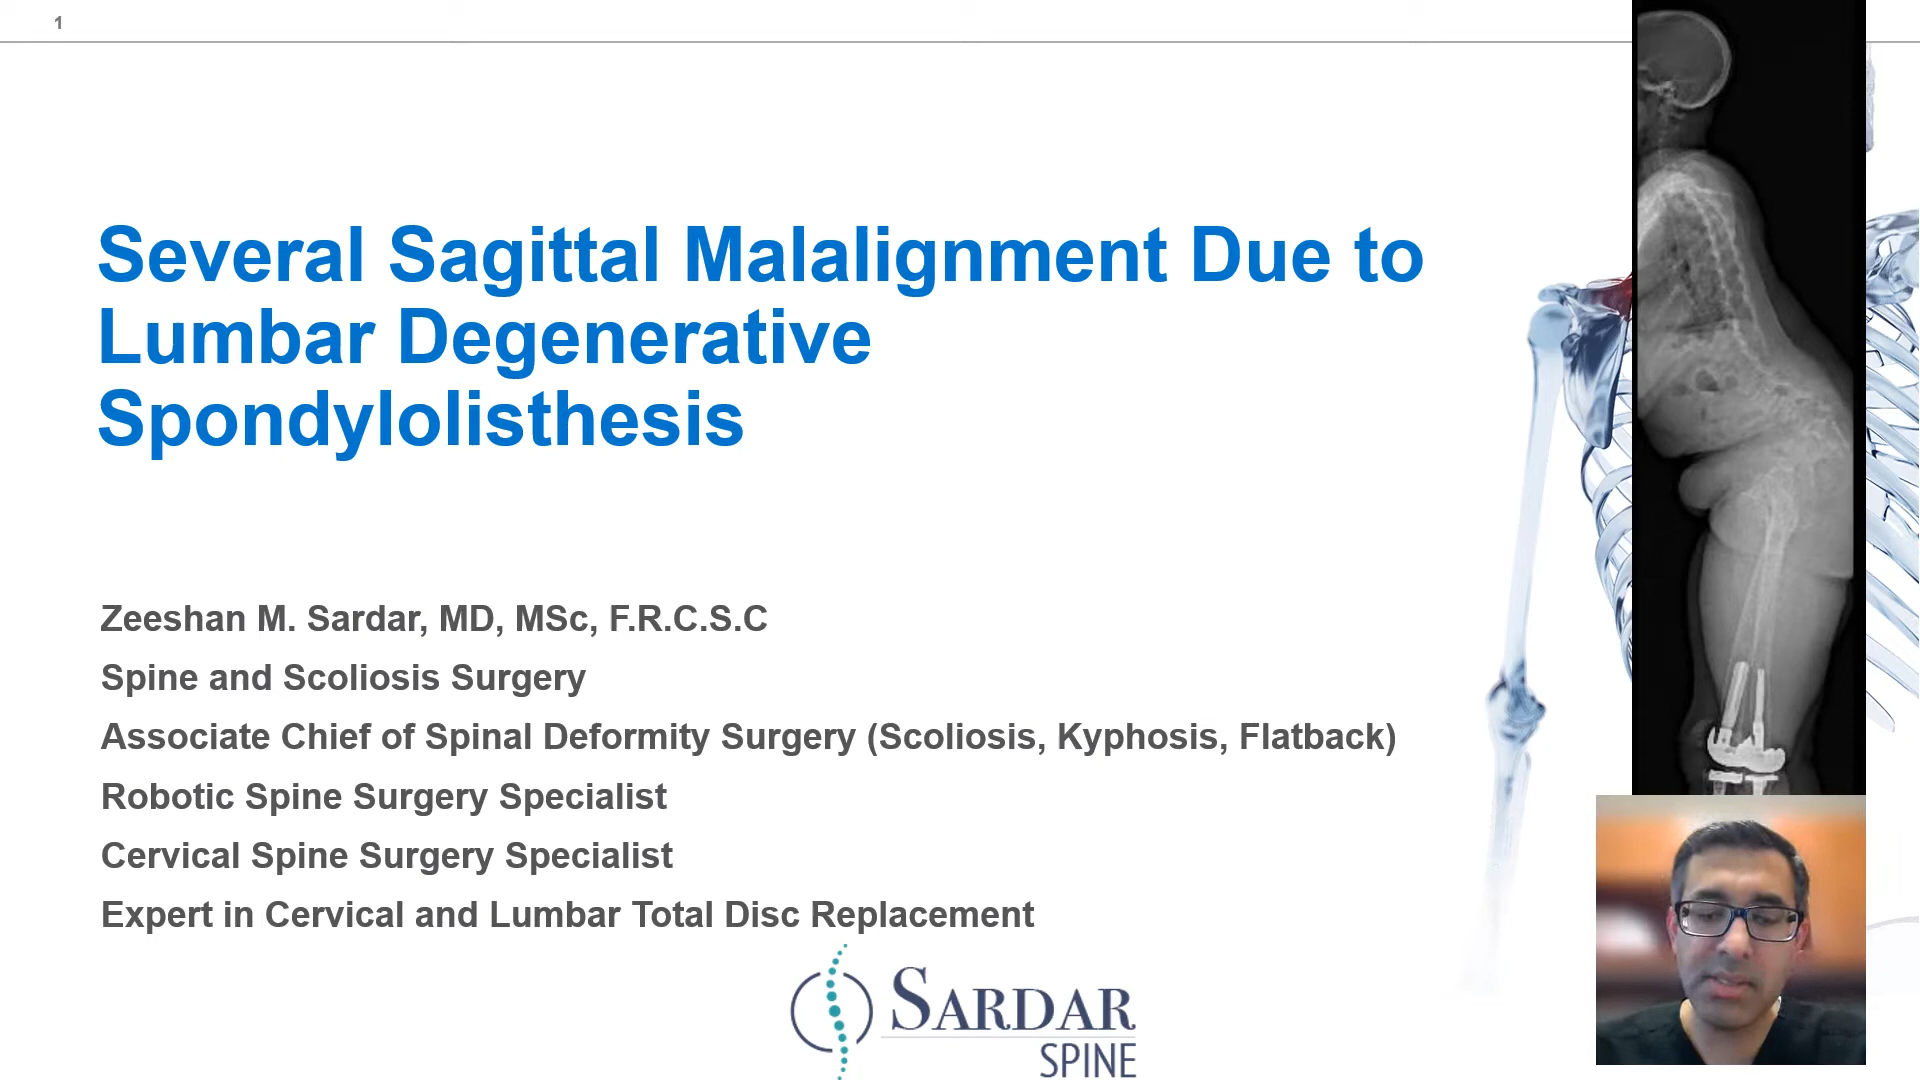 1
Several Sagittal Malalignment Due to
Lumbar Degenerative
Spondylolisthesis
Zeeshan M. Sardar, MD, MSc, F.R.C.S.C
Spine and Scoliosis Surgery
Associate Chief of Spinal Deformity Surgery (Scoliosis, Kyphosis, Flatback)
Robotic Spine Surgery Specialist
Cervical Spine Surgery Specialist
Expert in Cervical and Lumbar Total Disc Replacement
SARDAR
SPINE